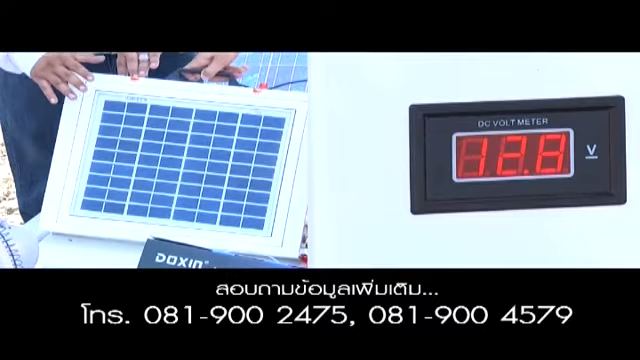 DC VOLT METER
12.8
V
DOXIN
สอบถามข้อมูลเพิ่มเติม...
โทร. 081-900 2475, 081-900 4579